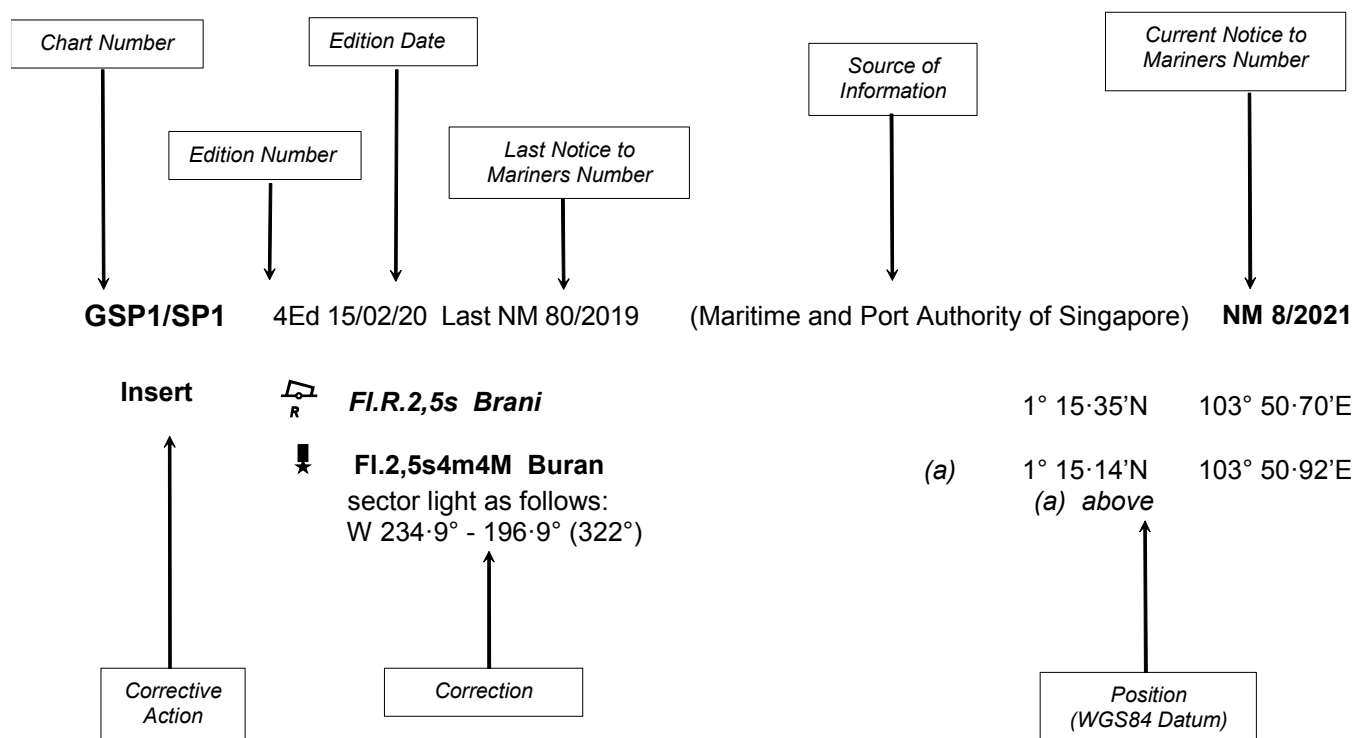 Chart Number
Edition Date
Current Notice to
Mariners Number
Source of
Information
Edition Number
Last Notice to
Mariners Number
GSP1/SP1 4Ed 15/02/20 Last NM 80/2019 (Maritime and Port Authority of Singapore) NM 8/2021
Insert R Fl.R.2,5s Brani 1° 15·35’N 103° 50·70’E
Fl.2,5s4m4M Buran (a) 1° 15·14’N 103° 50·92’E
sector light as follows: (a) above
W 234·9° - 196·9° (322°)
Corrective
Action
Correction
Position
(WGS84 Datum)